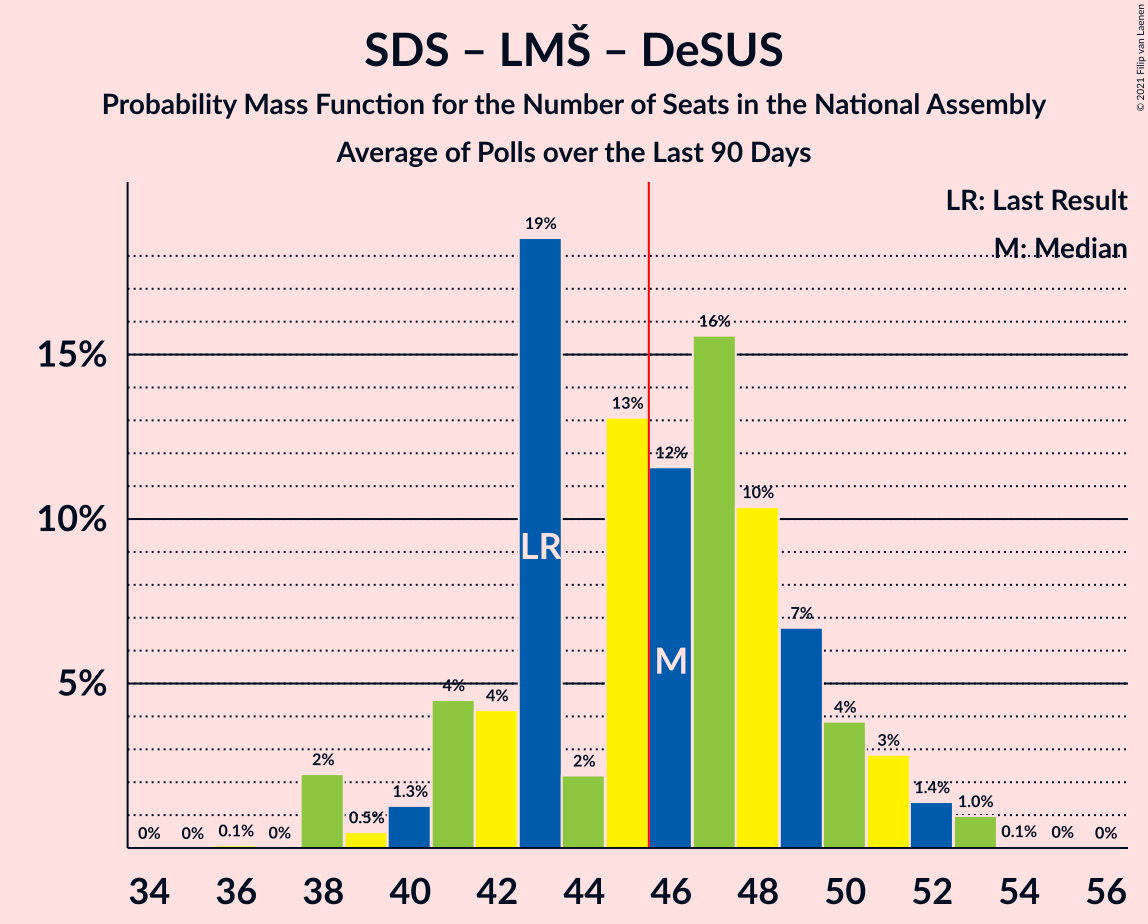 SDS – LMŠ – DeSUS
Probability Mass Function for the Number of Seats in the National Assembly
Average of Polls over the Last 90 Days
© 2021 Filip van Laenen
LR: Last Result
M: Median
15%
10%
5%
0% 0% 0.1% 0% 2% 0.5% 1.3% 4% 4% 19% 2% 13% 12% 16% 10% 7% 4% 3% 1.4% 1.0% 0.1% 0% 0%
LR
M
34 36 38 40 42 44 46 48 50 52 54 56